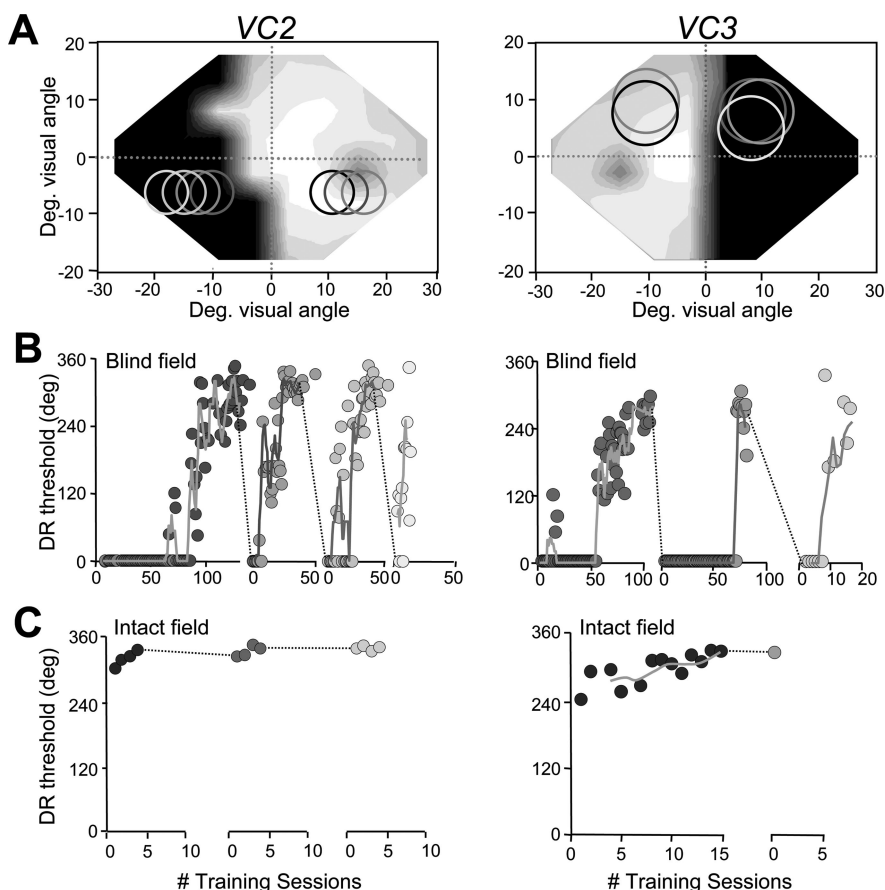 A
VC2
VC3
Deg. visual angle
20
10
0
-10
-20
-30 -20 -10 0 10 20 30
Deg. visual angle
20
10
0
-10
-20
-30 -20 -10 0 10 20 30
Deg. visual angle
B
DR threshold (deg)
Blind field
360
240
120
0
0 50 100 0 50 0 50 0 50
Blind field
360
240
120
0
0 50 100 0 100 0 10 20
C
DR threshold (deg)
Intact field
360
240
120
0
0 5 10 0 5 10 0 5 10
# Training Sessions
Intact field
360
240
120
0
0 5 10 15 0 5
# Training Sessions